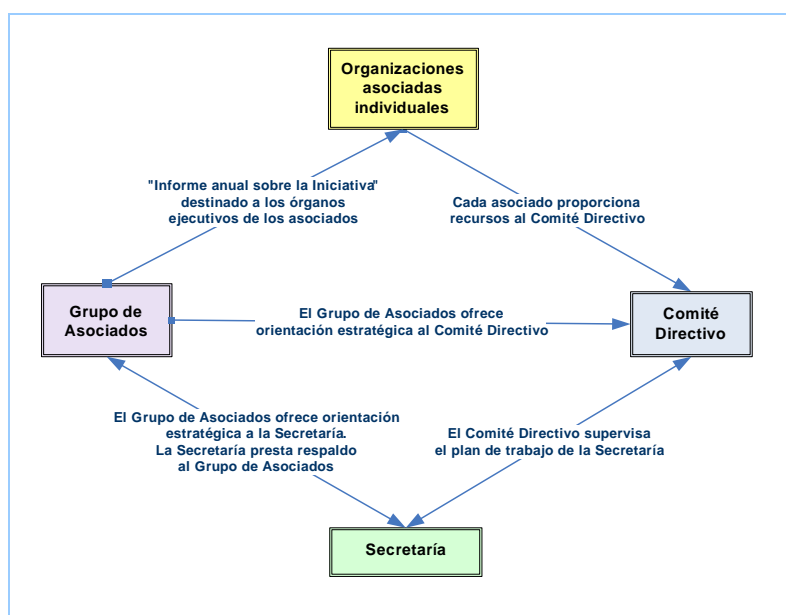 Organizaciones
asociadas
individuales
"Informe anual sobre la Iniciativa"
destinado a los órganos
ejecutivos de los asociados
Cada asociado proporciona
recursos al Comité Directivo
Grupo de
Asociados
El Grupo de Asociados ofrece
orientación estratégica al Comité Directivo
Comité
Directivo
El Grupo de Asociados ofrece orientación
estratégica a la Secretaría.
La Secretaría presta respaldo
al Grupo de Asociados
El Comité Directivo supervisa
el plan de trabajo de la Secretaría
Secretaría